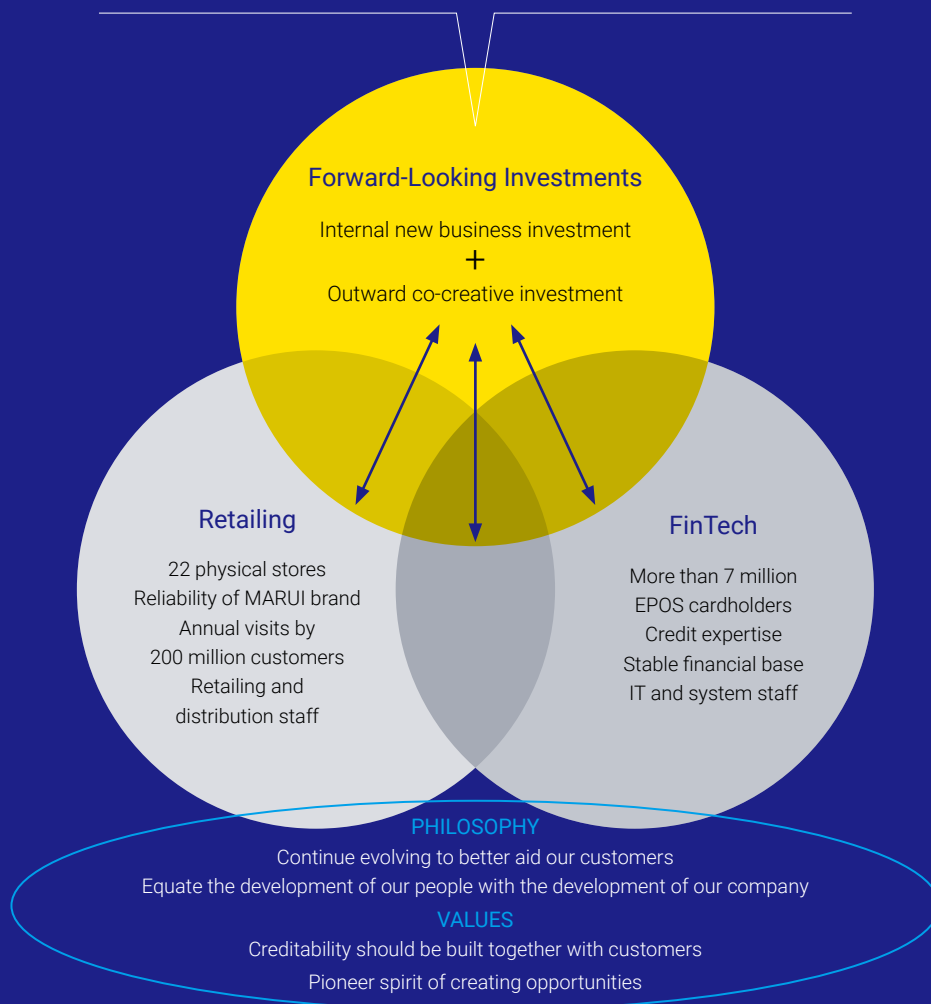 Forward-Looking Investments
Internal new business investment
+
Outward co-creative investment
Retailing
22 physical stores
Reliability of MARUI brand
Annual visits by
200 million customers
Retailing and
distribution staff
FinTech
More than 7 million
EPOS cardholders
Credit expertise
Stable financial base
IT and system staff
PHILOSOPHY
Continue evolving to better aid our customers
Equate the development of our people with the development of our company
VALUES
Creditability should be built together with customers
Pioneer spirit of creating opportunities